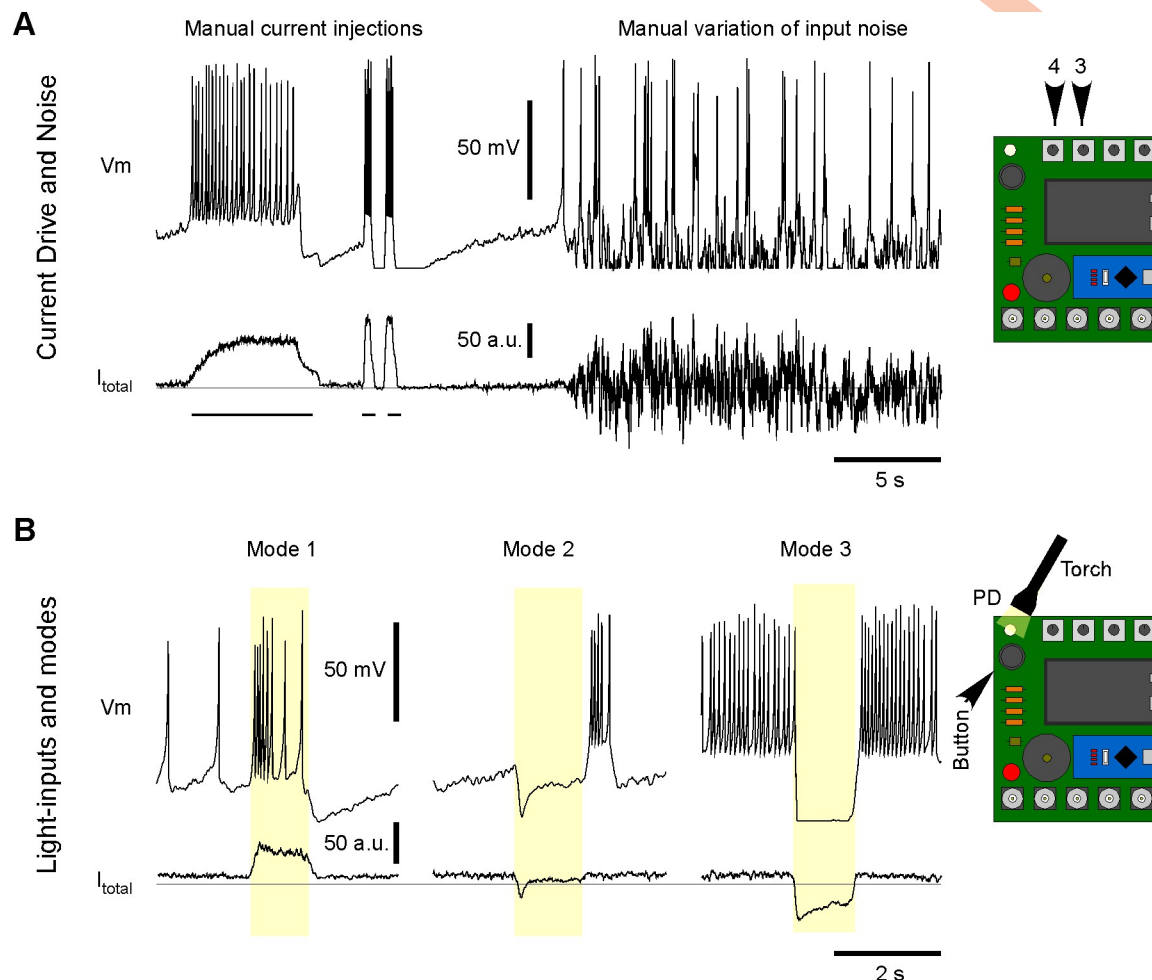 A
Manual current injections
Manual variation of input noise
Current Drive and Noise
Vm
50 mV
4 3
50 a.u.
Itotal
5 s
B
Mode 1
Mode 2
Mode 3
Light-inputs and modes
Torch
PD
50 mV
Vm
Button
50 a.u.
Itotal
2 s